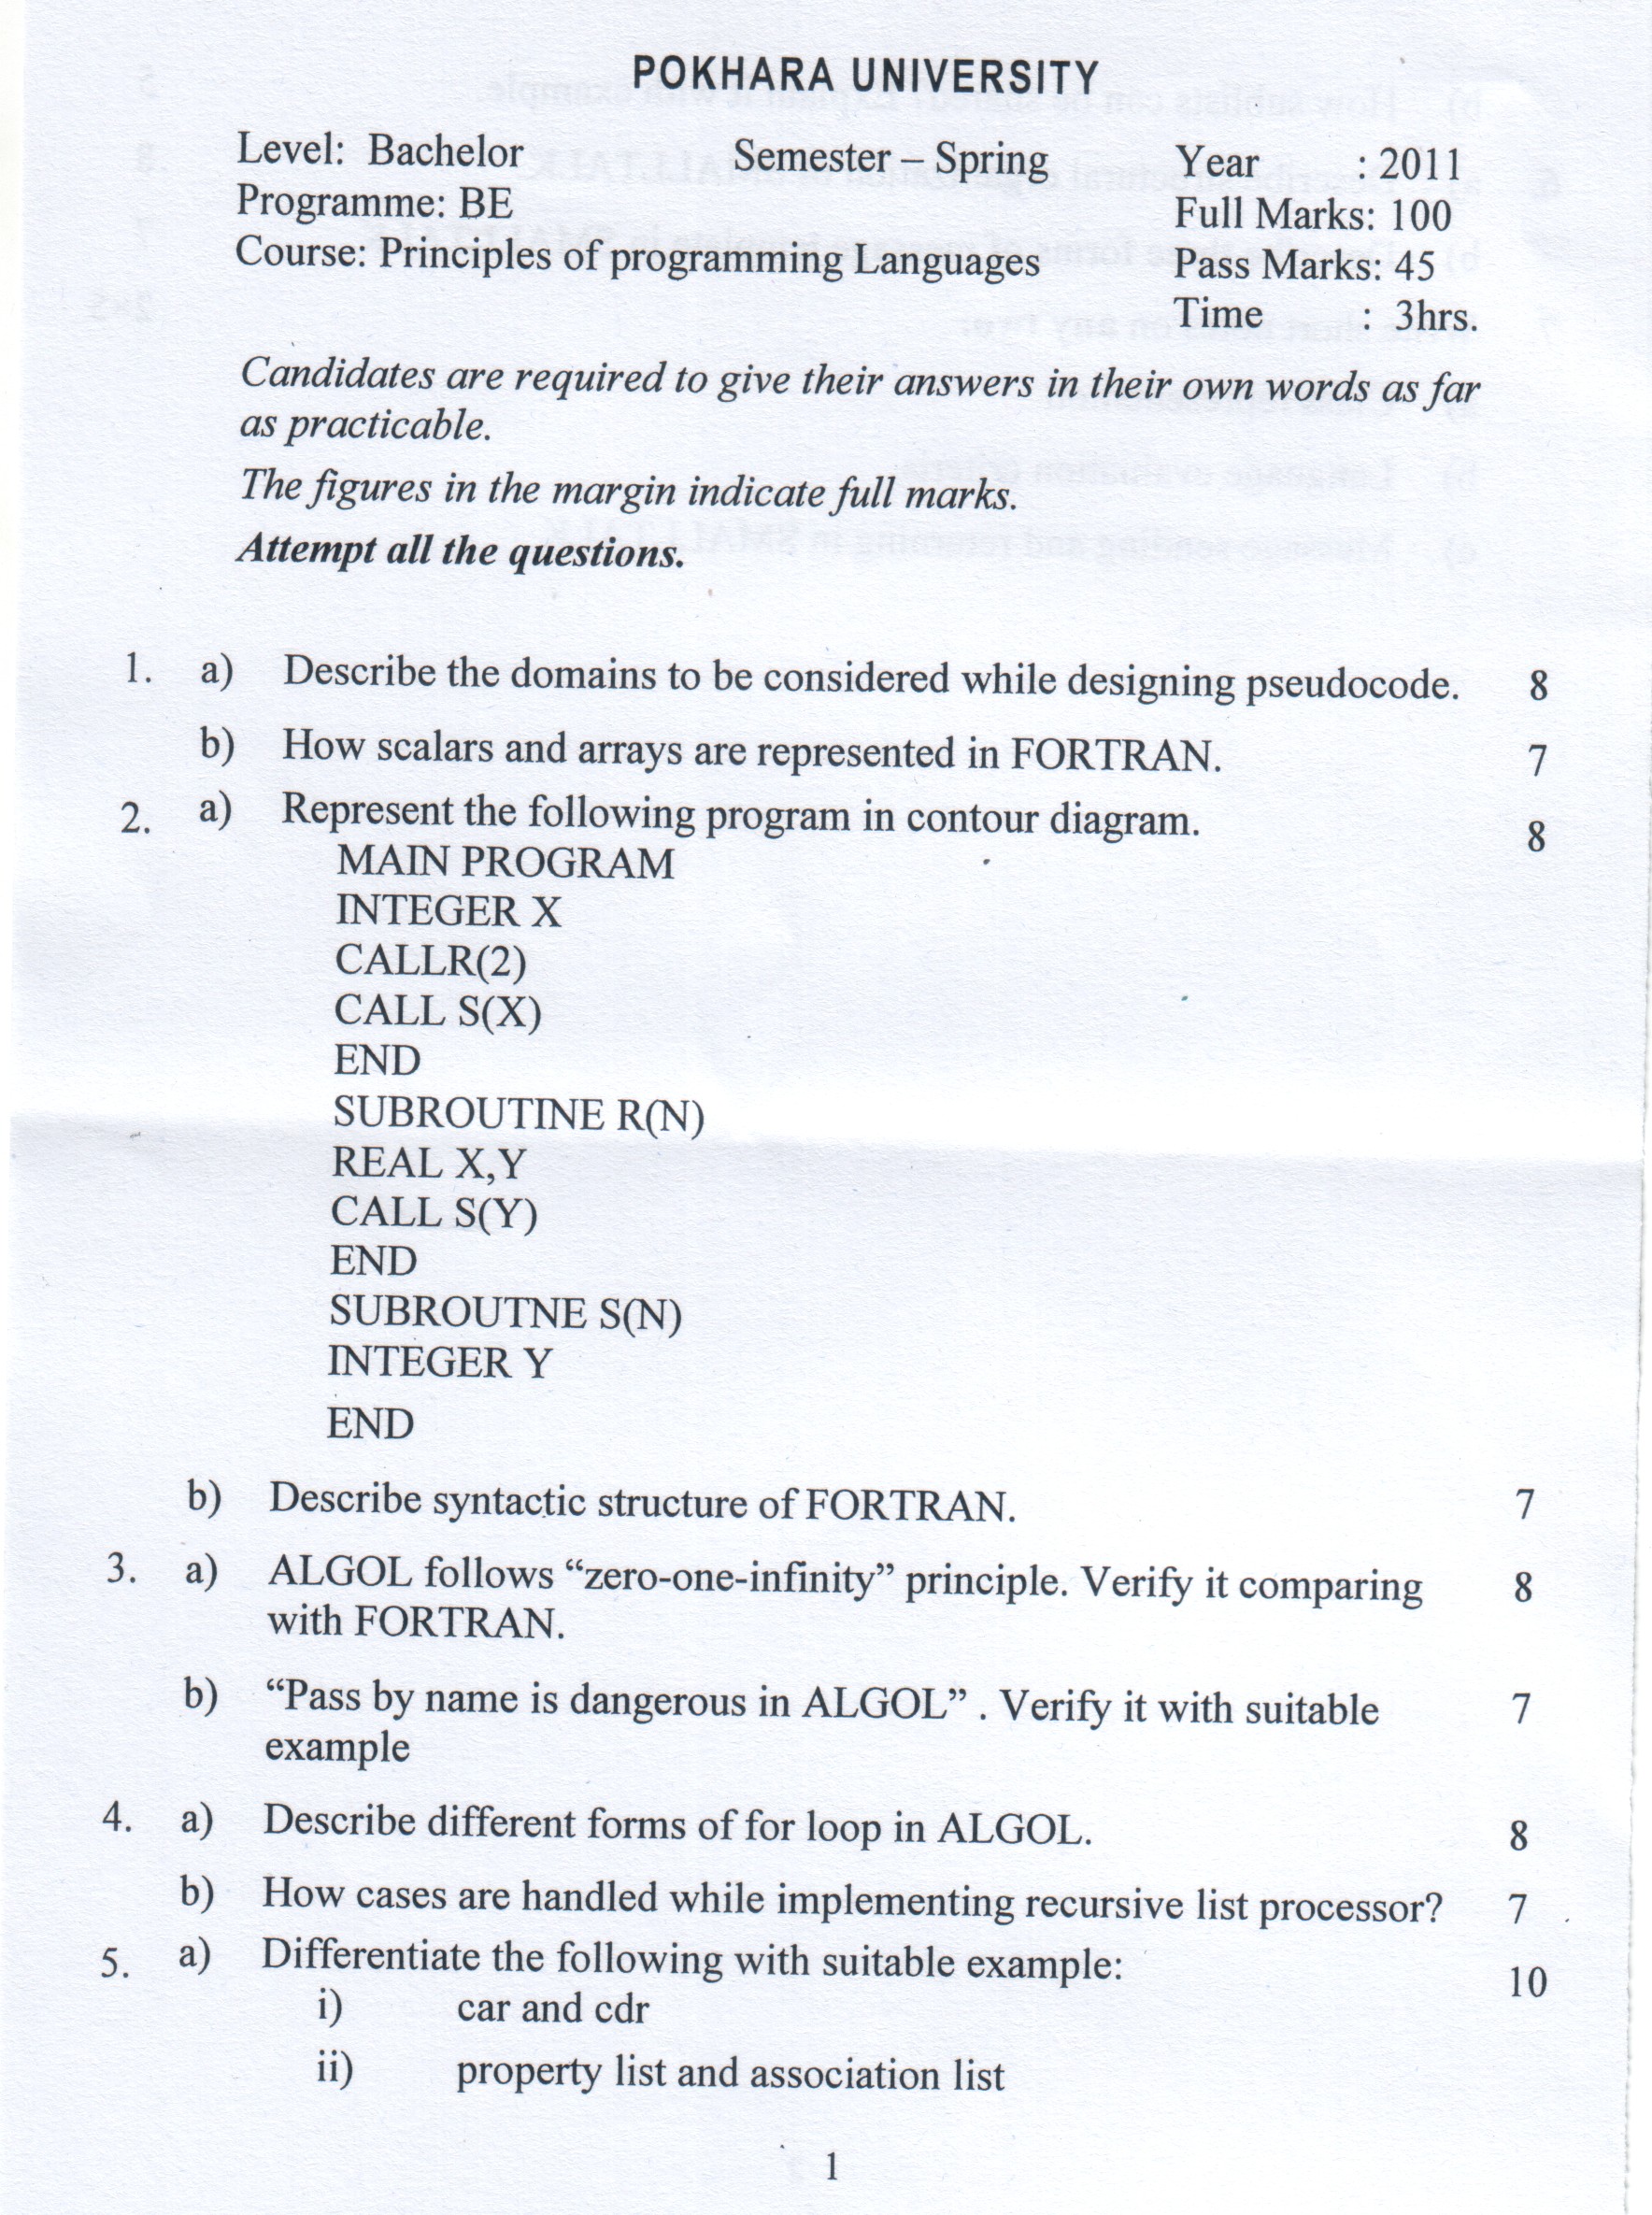 POKHARA UNIVERSITY
Level: Bachelor Semester – Spring Year : 2011
Programme: BE Full Marks: 100
Course: Principles of programming Languages Pass Marks: 45
Time : 3hrs.
Candidates are required to give their answers in their own words as far
as practicable.
The figures in the margin indicate full marks.
Attempt all the questions.
1. a) Describe the domains to be considered while designing pseudocode. 8
b) How scalars and arrays are represented in FORTRAN. 7
2. a) Represent the following program in contour diagram. 8
MAIN PROGRAM
INTEGER X
CALLR(2)
CALL S(X)
END
SUBROUTINE R(N)
REAL X,Y
CALL S(Y)
END
SUBROUTNE S(N)
INTEGER Y
END
b) Describe syntactic structure of FORTRAN. 7
3. a) ALGOL follows “zero-one-infinity” principle. Verify it comparing 8
with FORTRAN.
b) “Pass by name is dangerous in ALGOL” . Verify it with suitable 7
example
4. a) Describe different forms of for loop in ALGOL. 8
b) How cases are handled while implementing recursive list processor? 7
5. a) Differentiate the following with suitable example: 10
i) car and cdr
ii) property list and association list
1